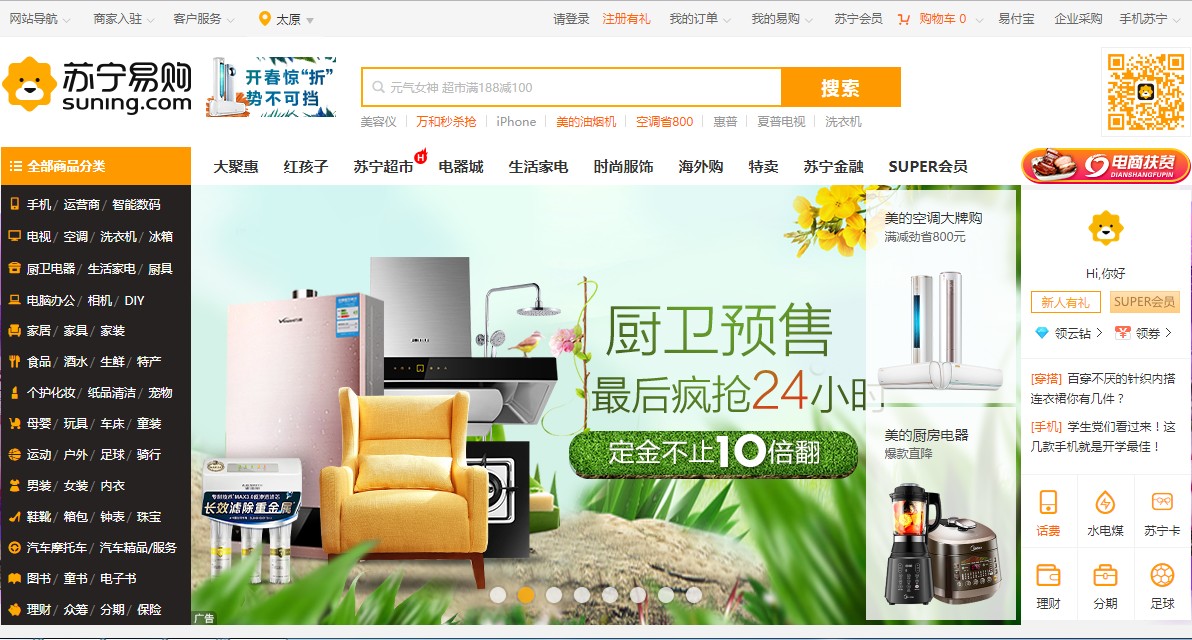 网站导航 商家入驻 客户服务 太原 请登录 注册有礼 我的订单 我的易购 苏宁会员 购物车 0 易付宝 企业采购 手机苏宁
苏宁易购
suning.com
开春惊“折”
势不可挡
元气女神 超市满188减100 搜索
美容仪 万和秒杀抢 iPhone 美的油烟机 空调省800 惠普 夏普电视 洗衣机
全部商品分类 大聚惠 红孩子 苏宁超市 H 电器城 生活家电 时尚服饰 海外购 特卖 苏宁金融 SUPER会员
电商扶贫
DIANSHANGFUPIN
手机/ 运营商/ 智能数码
电视/ 空调/ 洗衣机/ 冰箱
厨卫电器/ 生活家电/ 厨具
电脑办公/ 相机/ DIY
家居/ 家具/ 家装
食品/ 酒水/ 生鲜/ 特产
个护化妆/ 纸品清洁/ 宠物
母婴/ 玩具/ 车床/ 童装
运动/ 户外/ 足球/ 骑行
男装/ 女装/ 内衣
鞋靴/ 箱包/ 钟表/ 珠宝
汽车摩托车/ 汽车精品/服务
图书/ 童书/ 电子书
理财/ 众筹/ 分期/ 保险
厨卫预售
最后疯抢24小时
定金不止10倍翻
长效滤除重金属
广告
美的空调大牌购
满减劲省800元
美的厨房电器
爆款直降
Hi,你好
新人有礼 SUPER会员
领云钻 领券
[穿搭] 百穿不厌的针织内搭
连衣裙你有几件？
[手机] 学生党们看过来！这
几款手机就是开学最佳！
话费 水电煤 苏宁卡
理财 分期 足球